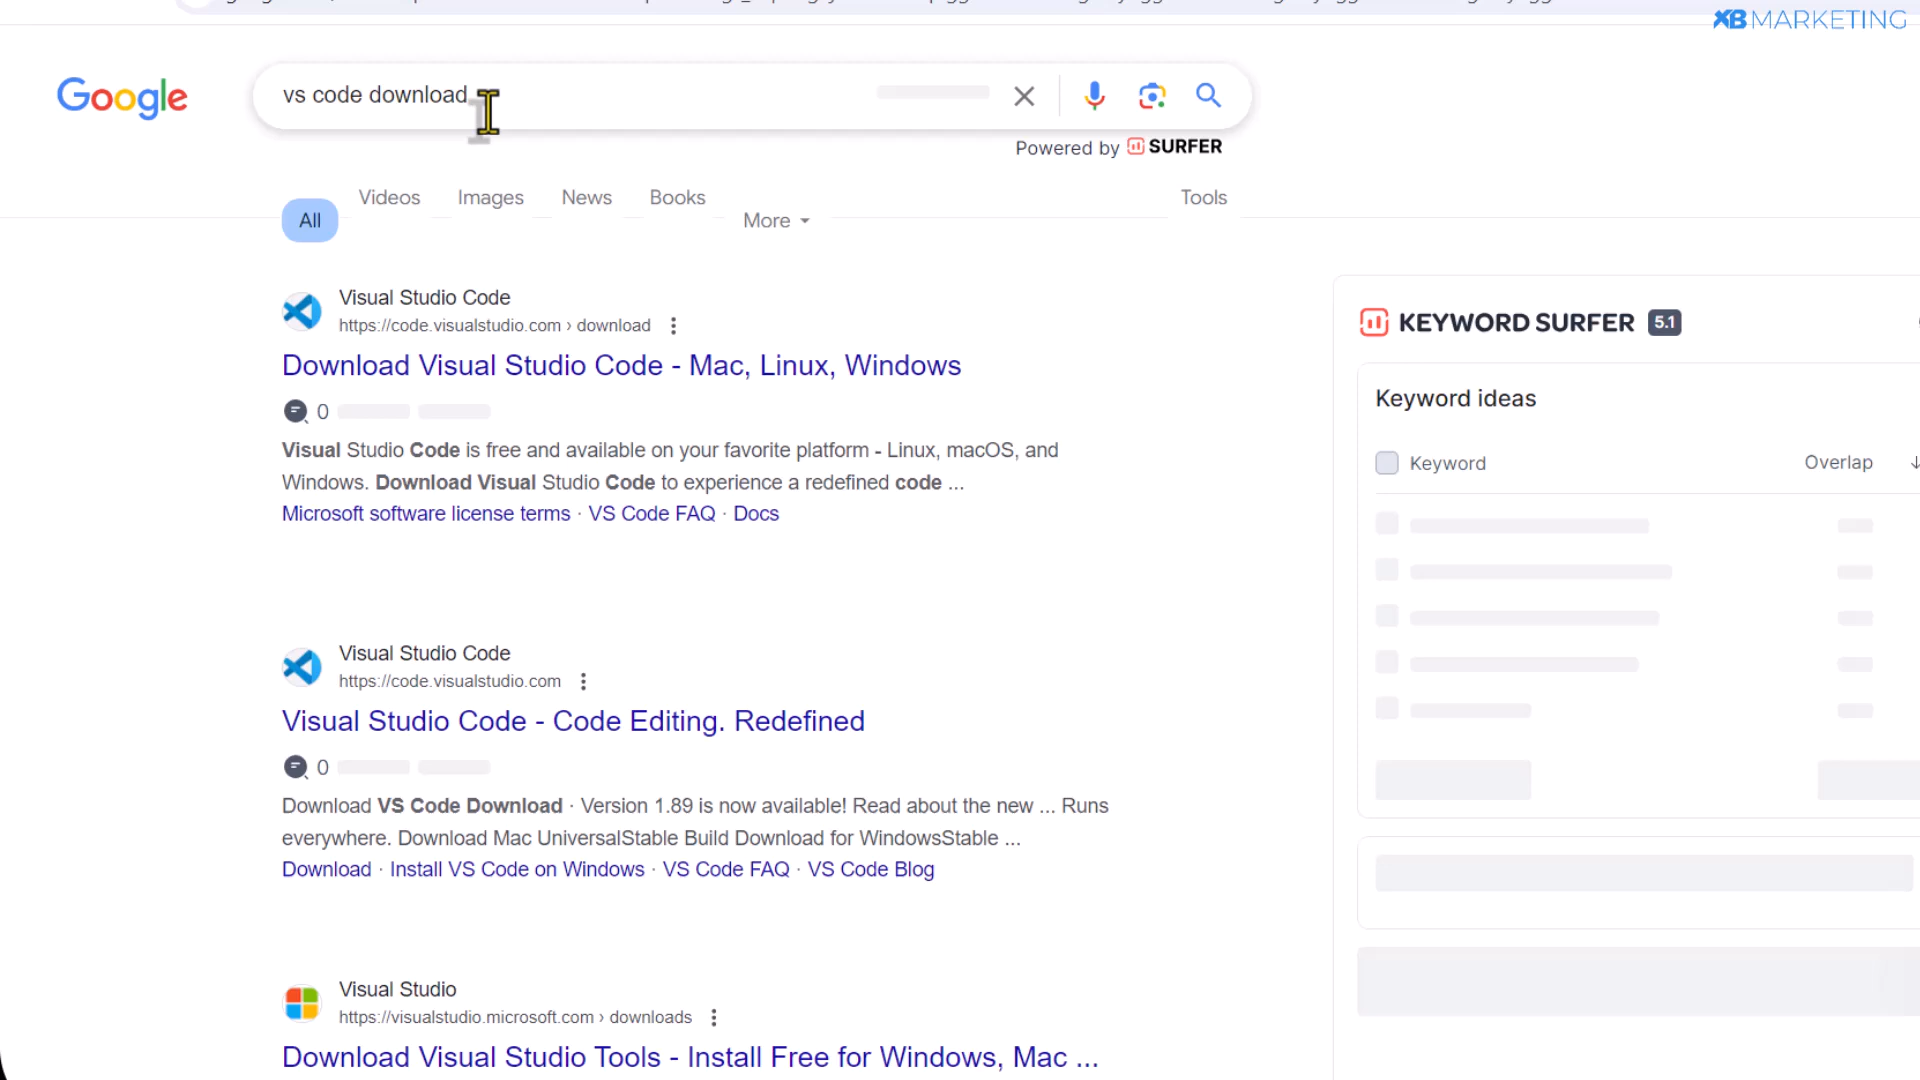 XB MARKETING
Google
vs code download
Powered by SURFER
All
Videos
Images
News
Books
More
Tools
Visual Studio Code
https://code.visualstudio.com › download
Download Visual Studio Code - Mac, Linux, Windows
0
Visual Studio Code is free and available on your favorite platform - Linux, macOS, and
Windows. Download Visual Studio Code to experience a redefined code ...
Microsoft software license terms · VS Code FAQ · Docs
Visual Studio Code
https://code.visualstudio.com
Visual Studio Code - Code Editing. Redefined
0
Download VS Code Download · Version 1.89 is now available! Read about the new ... Runs
everywhere. Download Mac UniversalStable Build Download for WindowsStable ...
Download · Install VS Code on Windows · VS Code FAQ · VS Code Blog
Visual Studio
https://visualstudio.microsoft.com › downloads
Download Visual Studio Tools - Install Free for Windows, Mac ...
KEYWORD SURFER 5.1
Keyword ideas
Keyword
Overlap